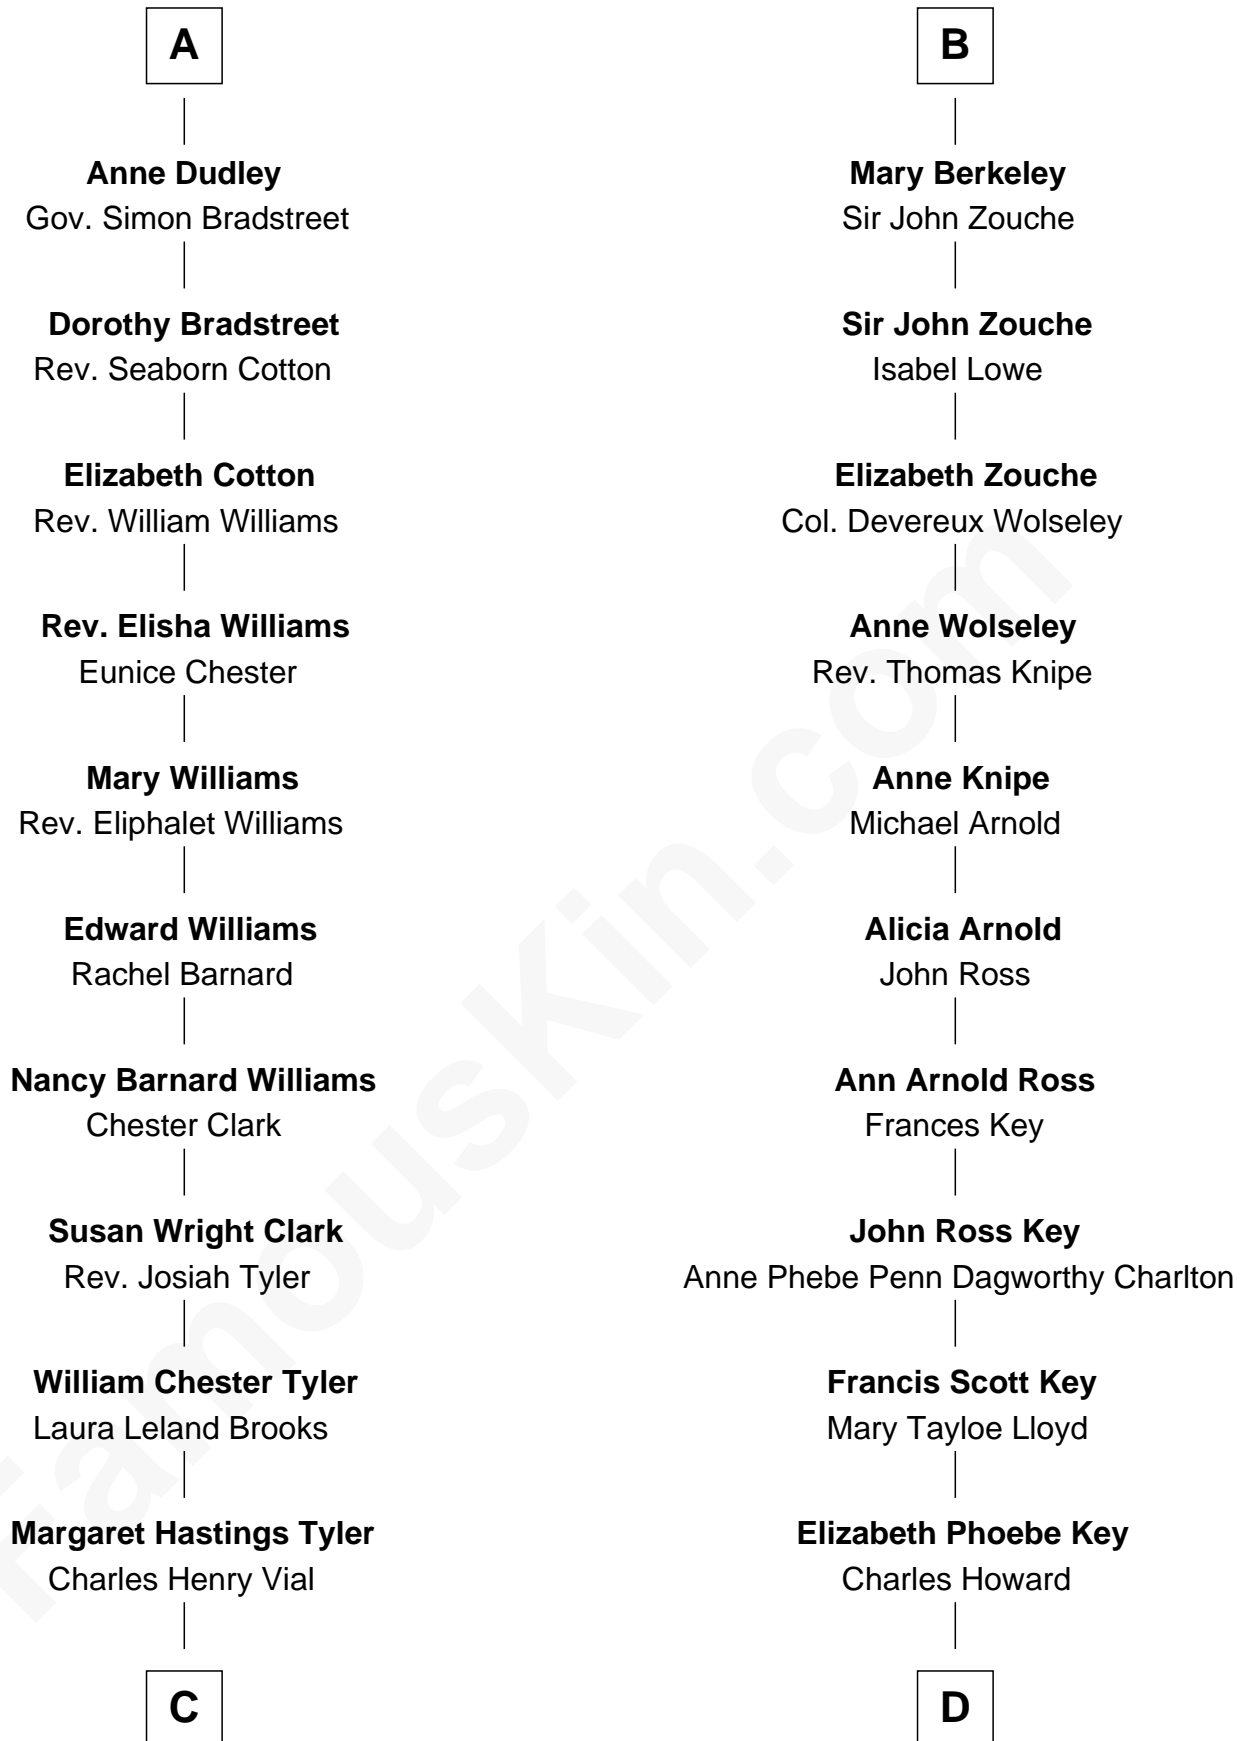 A
Anne Dudley
Gov. Simon Bradstreet
Dorothy Bradstreet
Rev. Seaborn Cotton
Elizabeth Cotton
Rev. William Williams
Rev. Elisha Williams
Eunice Chester
Mary Williams
Rev. Eliphalet Williams
Edward Williams
Rachel Barnard
Nancy Barnard Williams
Chester Clark
Susan Wright Clark
Rev. Josiah Tyler
William Chester Tyler
Laura Leland Brooks
Margaret Hastings Tyler
Charles Henry Vial
C
B
Mary Berkeley
Sir John Zouche
Sir John Zouche
Isabel Lowe
Elizabeth Zouche
Col. Devereux Wolseley
Anne Wolseley
Rev. Thomas Knipe
Anne Knipe
Michael Arnold
Alicia Arnold
John Ross
Ann Arnold Ross
Frances Key
John Ross Key
Anne Phebe Penn Dagworthy Charlton
Francis Scott Key
Mary Tayloe Lloyd
Elizabeth Phoebe Key
Charles Howard
D
FamousKin.com